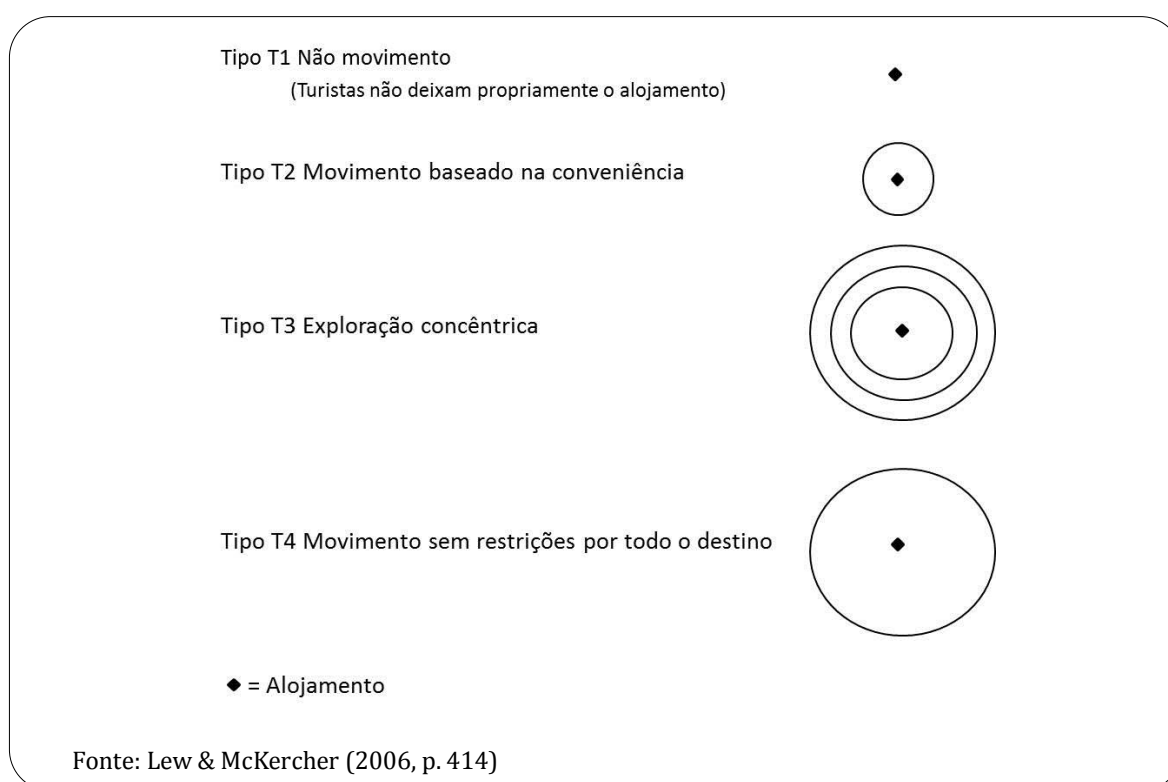 Tipo T1 Não movimento
(Turistas não deixam propriamente o alojamento)
Tipo T2 Movimento baseado na conveniência
Tipo T3 Exploração concêntrica
Tipo T4 Movimento sem restrições por todo o destino
= Alojamento
Fonte: Lew & McKercher (2006, p. 414)